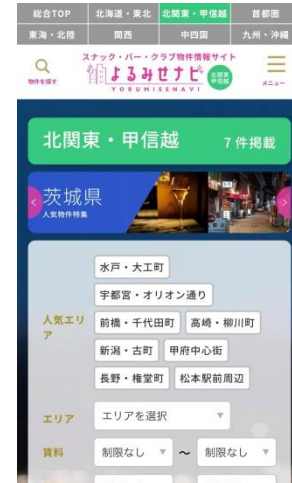 総合TOP 北海道・東北 北関東・甲信越 首都圏
東海・北陸 関西 中四国 九州・沖縄
スナック・バー・クラブ物件情報サイト
よるみせナビ 北関東甲信越
YORUMISENAVI
物件を探す メニュー
北関東・甲信越 7件掲載
茨城県
人気物件特集
水戸・大工町
宇都宮・オリオン通り
人気エリア 前橋・千代田町 高崎・柳川町
新潟・古町 甲府中心街
長野・権堂町 松本駅前周辺
エリア エリアを選択
賃料 制限なし 〜 制限なし